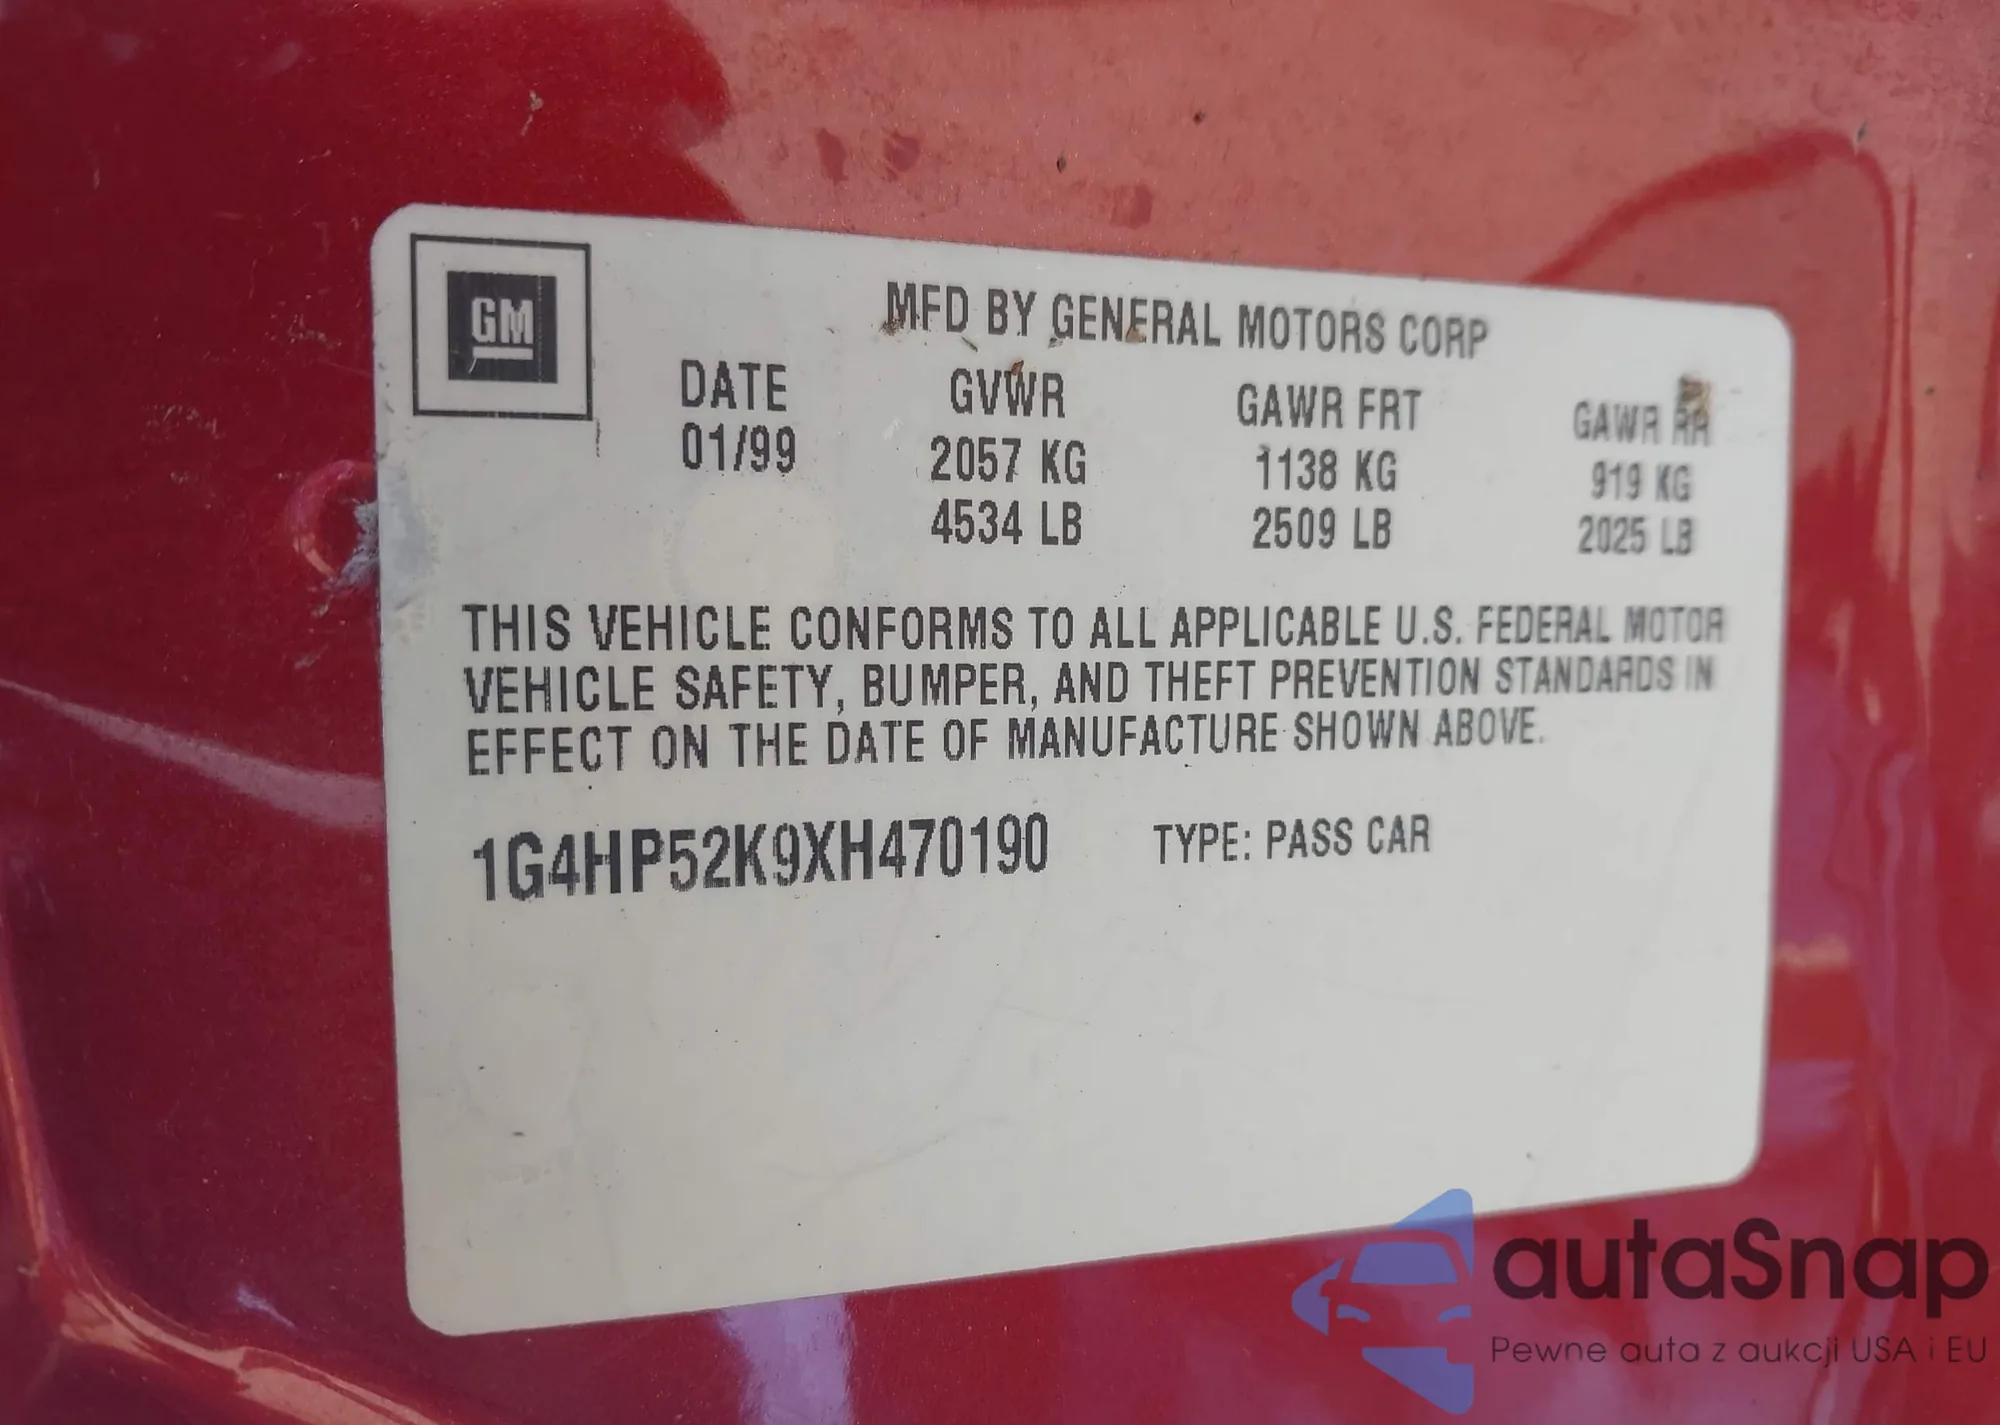 GM
MFD BY GENERAL MOTORS CORP
DATE GVWR GAWR FRT GAWR RR
01/99 2057 KG 1138 KG 919 KG
4534 LB 2509 LB 2025 LB
THIS VEHICLE CONFORMS TO ALL APPLICABLE U.S. FEDERAL MOTOR
VEHICLE SAFETY, BUMPER, AND THEFT PREVENTION STANDARDS IN
EFFECT ON THE DATE OF MANUFACTURE SHOWN ABOVE.
1G4HP52K9XH470190 TYPE: PASS CAR
autaSnap
Pewne auta z aukcji USA i EU